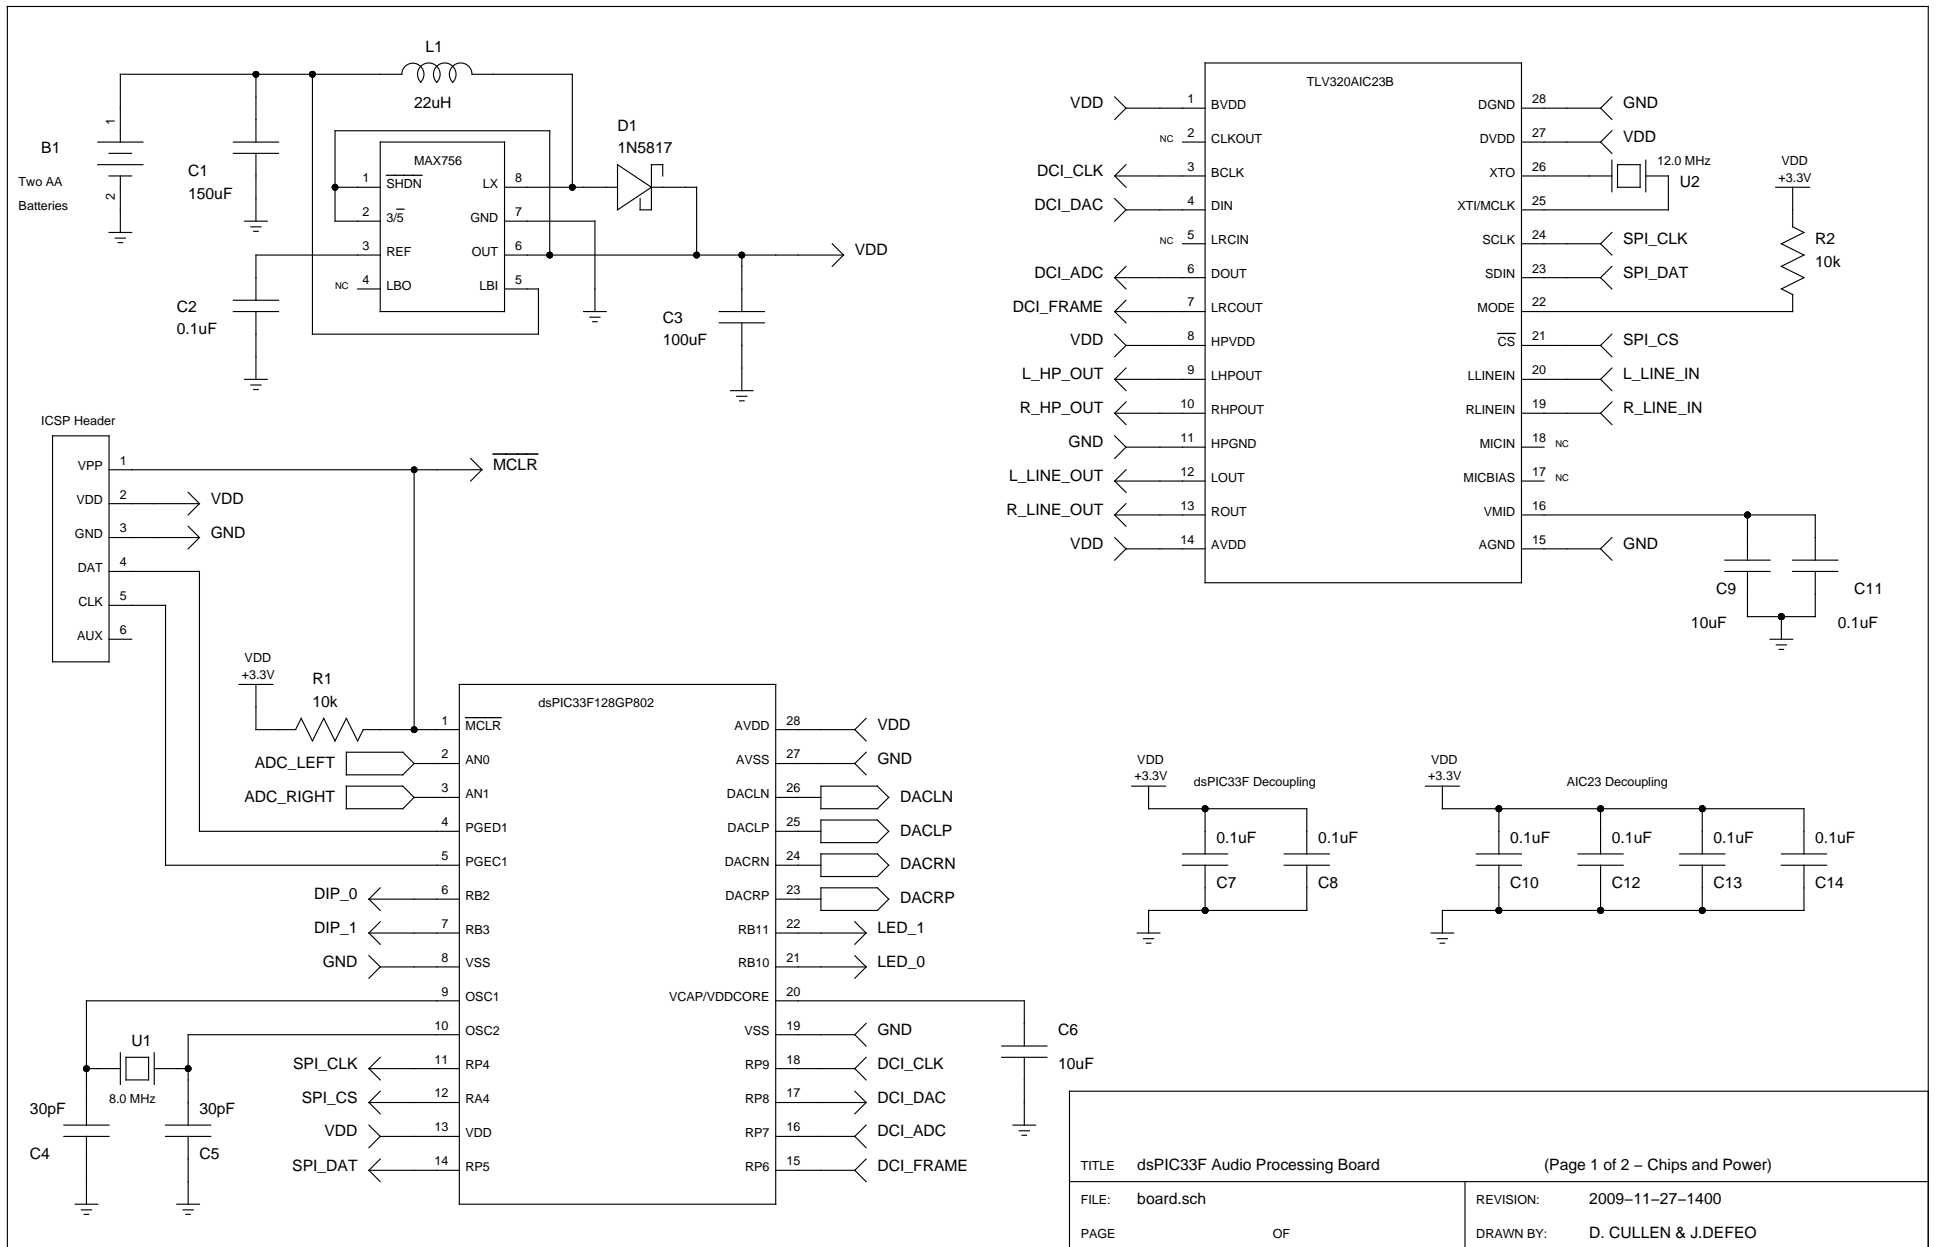 L1
22uH
B1
1
2
Two AA
Batteries
C1
150uF
MAX756
1 SHDN
2 3/5
3 REF
NC 4 LBO
LX 8
GND 7
OUT 6
LBI 5
D1
1N5817
VDD
C2
0.1uF
C3
100uF
TLV320AIC23B
VDD 1 BVDD
NC 2 CLKOUT
DCI_CLK 3 BCLK
DCI_DAC 4 DIN
NC 5 LRCIN
DCI_ADC 6 DOUT
DCI_FRAME 7 LRCOUT
VDD 8 HPVDD
L_HP_OUT 9 LHPOUT
R_HP_OUT 10 RHPOUT
GND 11 HPGND
L_LINE_OUT 12 LOUT
R_LINE_OUT 13 ROUT
VDD 14 AVDD
DGND 28 GND
DVDD 27 VDD
XTO 26
XTI/MCLK 25
SCLK 24 SPI_CLK
SDIN 23 SPI_DAT
MODE 22
CS 21 SPI_CS
LLINEIN 20 L_LINE_IN
RLINEIN 19 R_LINE_IN
MICIN 18 NC
MICBIAS 17 NC
VMID 16
AGND 15 GND
12.0 MHz
U2
VDD
+3.3V
R2
10k
C9
10uF
C11
0.1uF
ICSP Header
VPP 1
VDD 2 VDD
GND 3 GND
DAT 4
CLK 5
AUX 6
MCLR
VDD
+3.3V
R1
10k
dsPIC33F128GP802
1 MCLR
ADC_LEFT 2 AN0
ADC_RIGHT 3 AN1
4 PGED1
5 PGEC1
DIP_0 6 RB2
DIP_1 7 RB3
GND 8 VSS
9 OSC1
10 OSC2
SPI_CLK 11 RP4
SPI_CS 12 RA4
VDD 13 VDD
SPI_DAT 14 RP5
AVDD 28 VDD
AVSS 27 GND
DACLN 26 DACLN
DACLP 25 DACLP
DACRN 24 DACRN
DACRP 23 DACRP
RB11 22 LED_1
RB10 21 LED_0
VCAP/VDDCORE 20
VSS 19 GND
RP9 18 DCI_CLK
RP8 17 DCI_DAC
RP7 16 DCI_ADC
RP6 15 DCI_FRAME
U1
8.0 MHz
30pF
C4
30pF
C5
C6
10uF
VDD
+3.3V
dsPIC33F Decoupling
0.1uF
C7
0.1uF
C8
VDD
+3.3V
AIC23 Decoupling
0.1uF
C10
0.1uF
C12
0.1uF
C13
0.1uF
C14
TITLE dsPIC33F Audio Processing Board (Page 1 of 2 – Chips and Power)
FILE: board.sch
REVISION: 2009–11–27–1400
PAGE OF
DRAWN BY: D. CULLEN & J.DEFEO